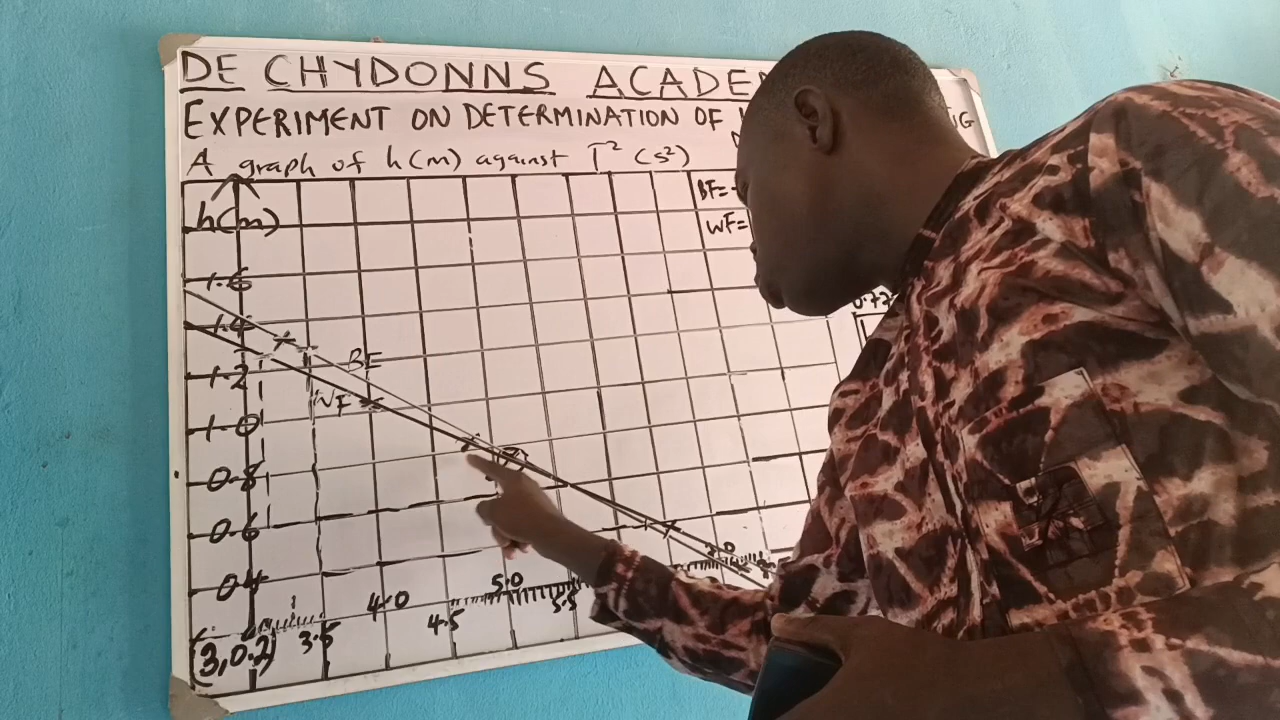 DE CHYDONNS
EXPERIMENT ON DETERMINATION OF
A graph of h(m) against T² (s²)
BF=
WF=
h(m)
1.6
1.4
1.2
BF
WF
1.0
0.8
0.6
0.4
(3,0.2)
3.5
4.0
4.5
5.0
5.5